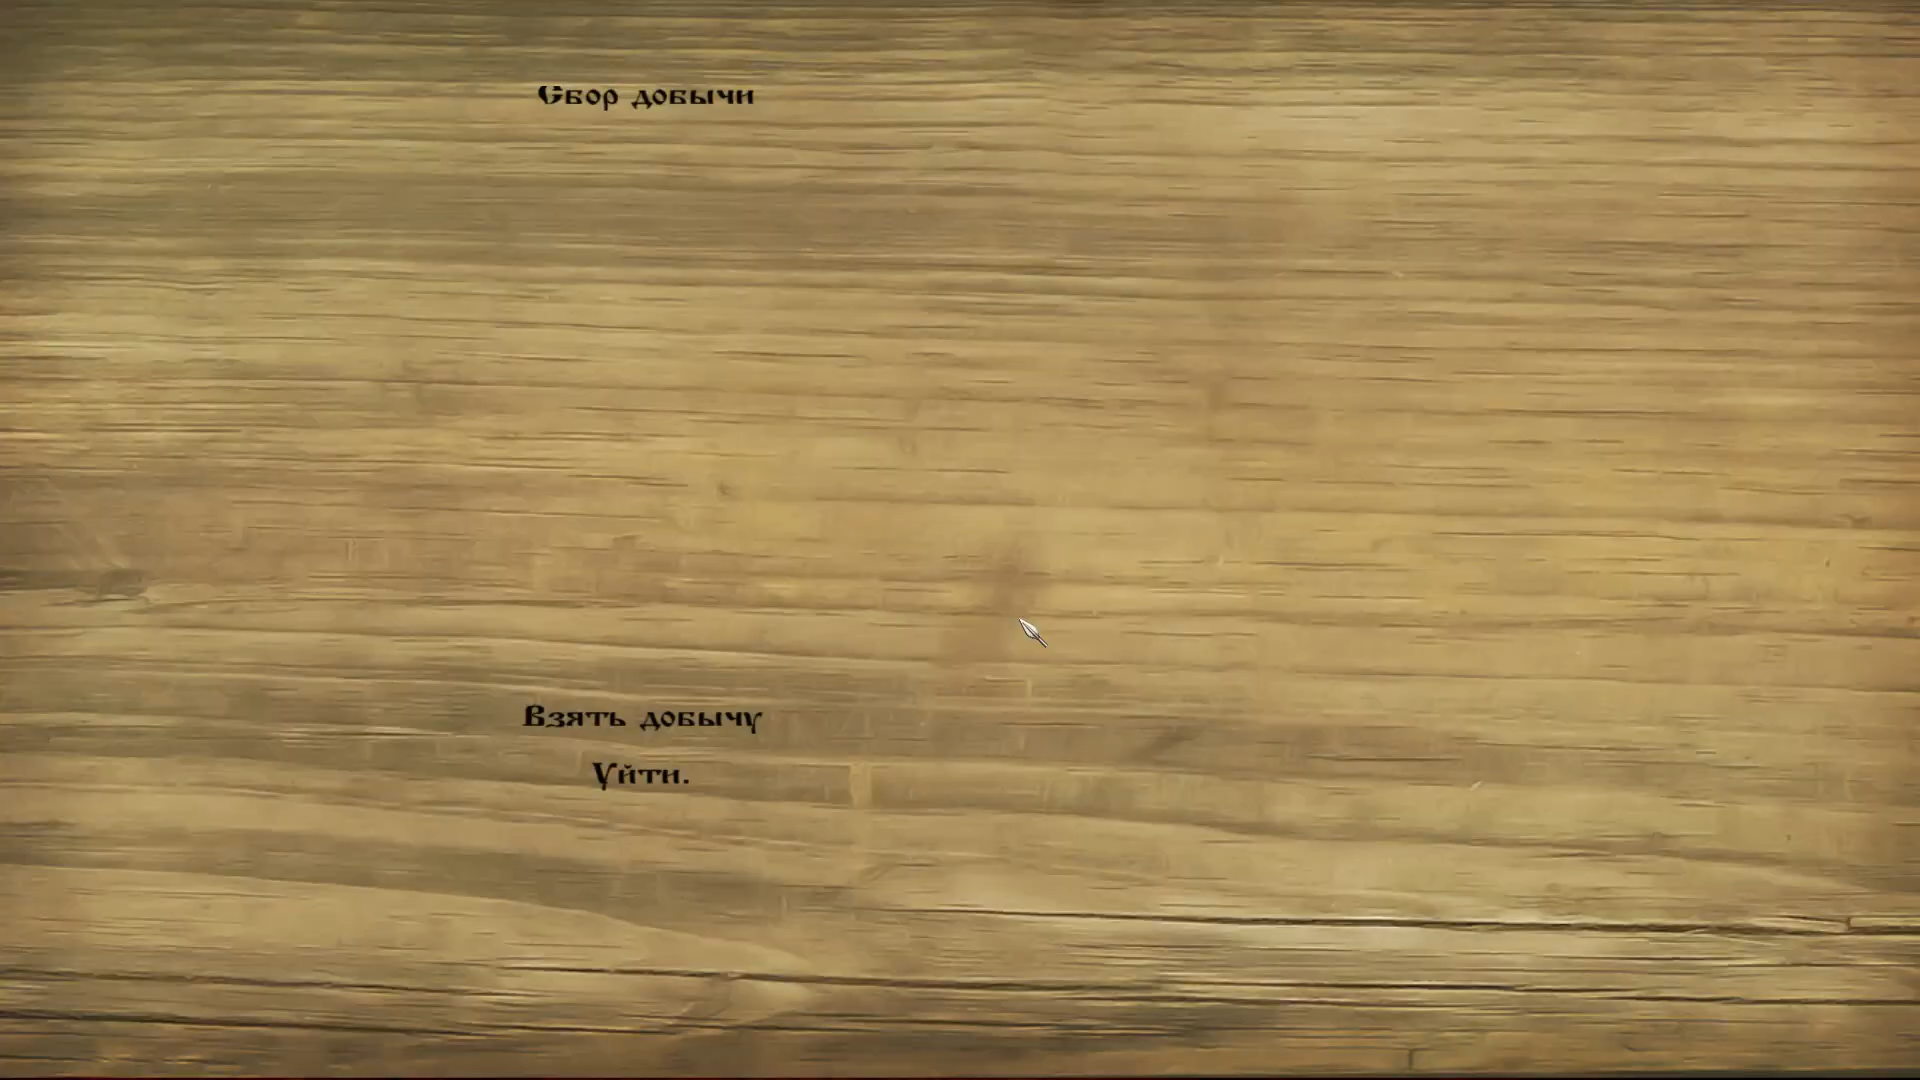 Сбор добычи
Взять добычу
Уйти.